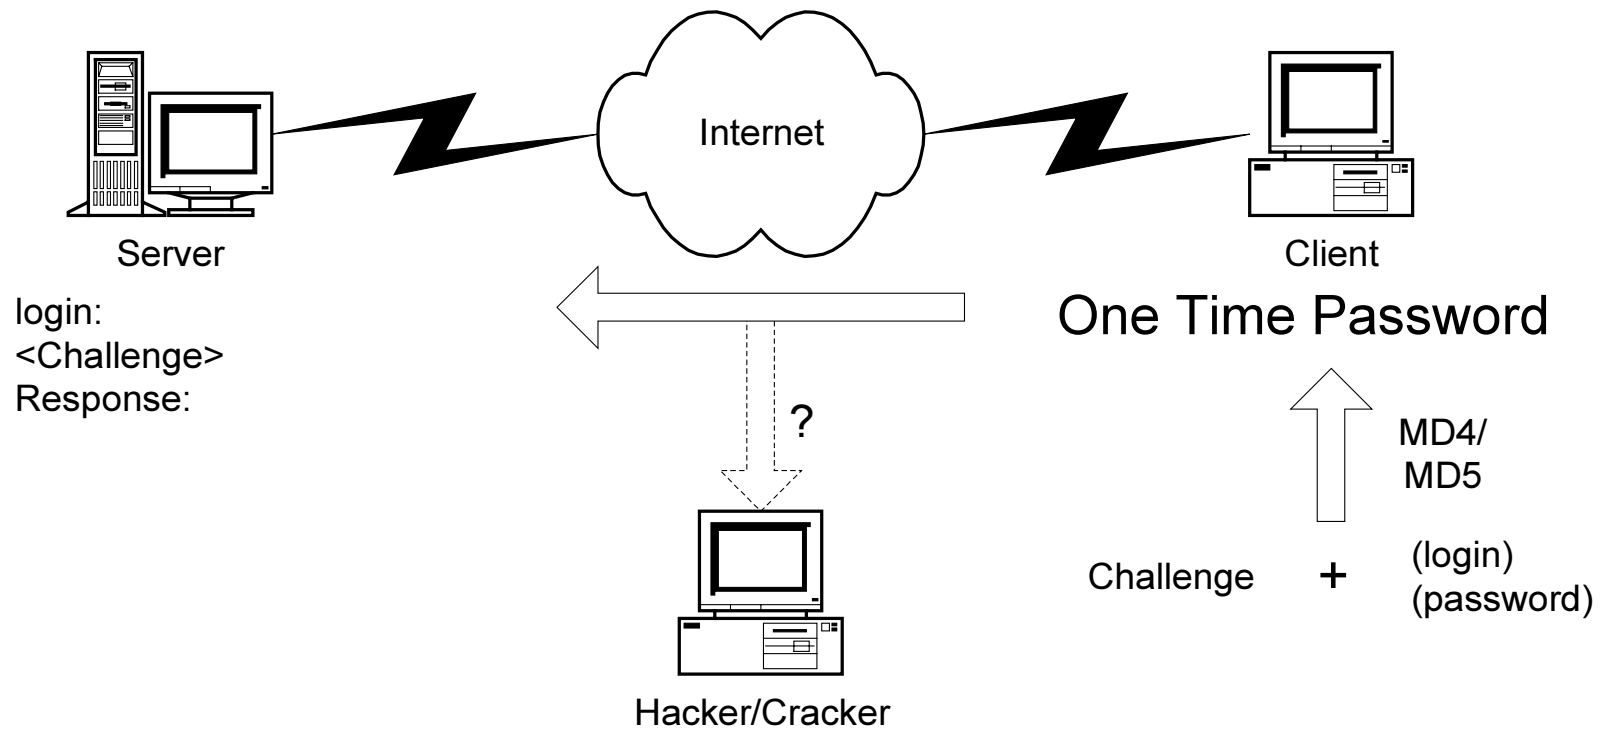 Internet
Server
Client
login:
<Challenge>
Response:
One Time Password
?
MD4/
MD5
Challenge + (login)
(password)
Hacker/Cracker